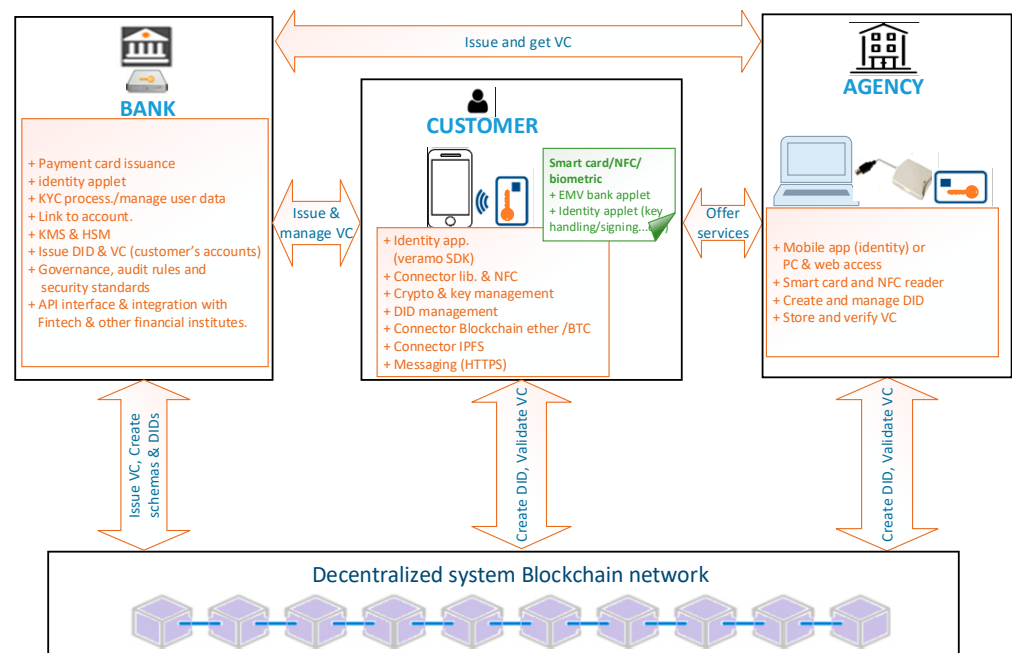 Issue and get VC
BANK
+ Payment card issuance
+ identity applet
+ KYC process./manage user data
+ Link to account.
+ KMS & HSM
+ Issue DID & VC (customer's accounts)
+ Governance, audit rules and
security standards
+ API interface & integration with
Fintech & other financial institutes.
Issue &
manage VC
CUSTOMER
Smart card/NFC/
biometric
+ EMV bank applet
+ Identity applet (key
handling/signing...
+ Identity app.
(veramo SDK)
+ Connector lib. & NFC
+ Crypto & key management
+ DID management
+ Connector Blockchain ether /BTC
+ Connector IPFS
+ Messaging (HTTPS)
Offer
services
AGENCY
+ Mobile app (identity) or
PC & web access
+ Smart card and NFC reader
+ Create and manage DID
+ Store and verify VC
Issue VC, Create
schemas & DIDs
Create DID, Validate VC
Create DID, Validate VC
Decentralized system Blockchain network